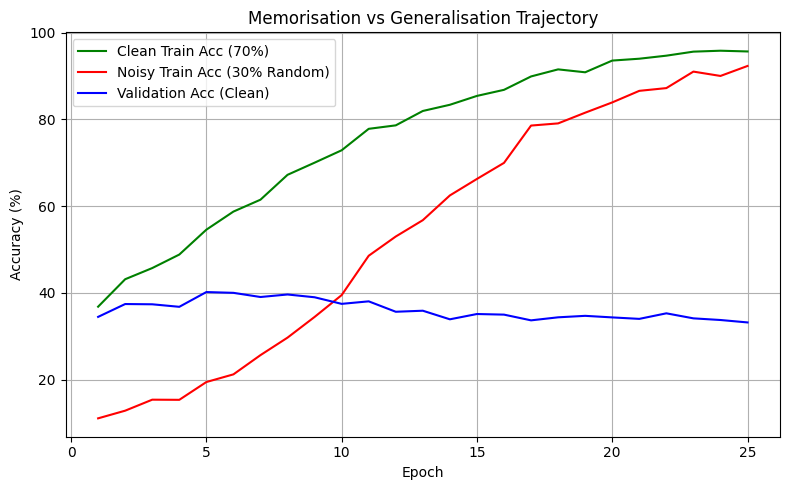 Memorisation vs Generalisation Trajectory
Clean Train Acc (70%)
Noisy Train Acc (30% Random)
Validation Acc (Clean)
Accuracy (%)
100
80
60
40
20
0
5
10
15
20
25
Epoch